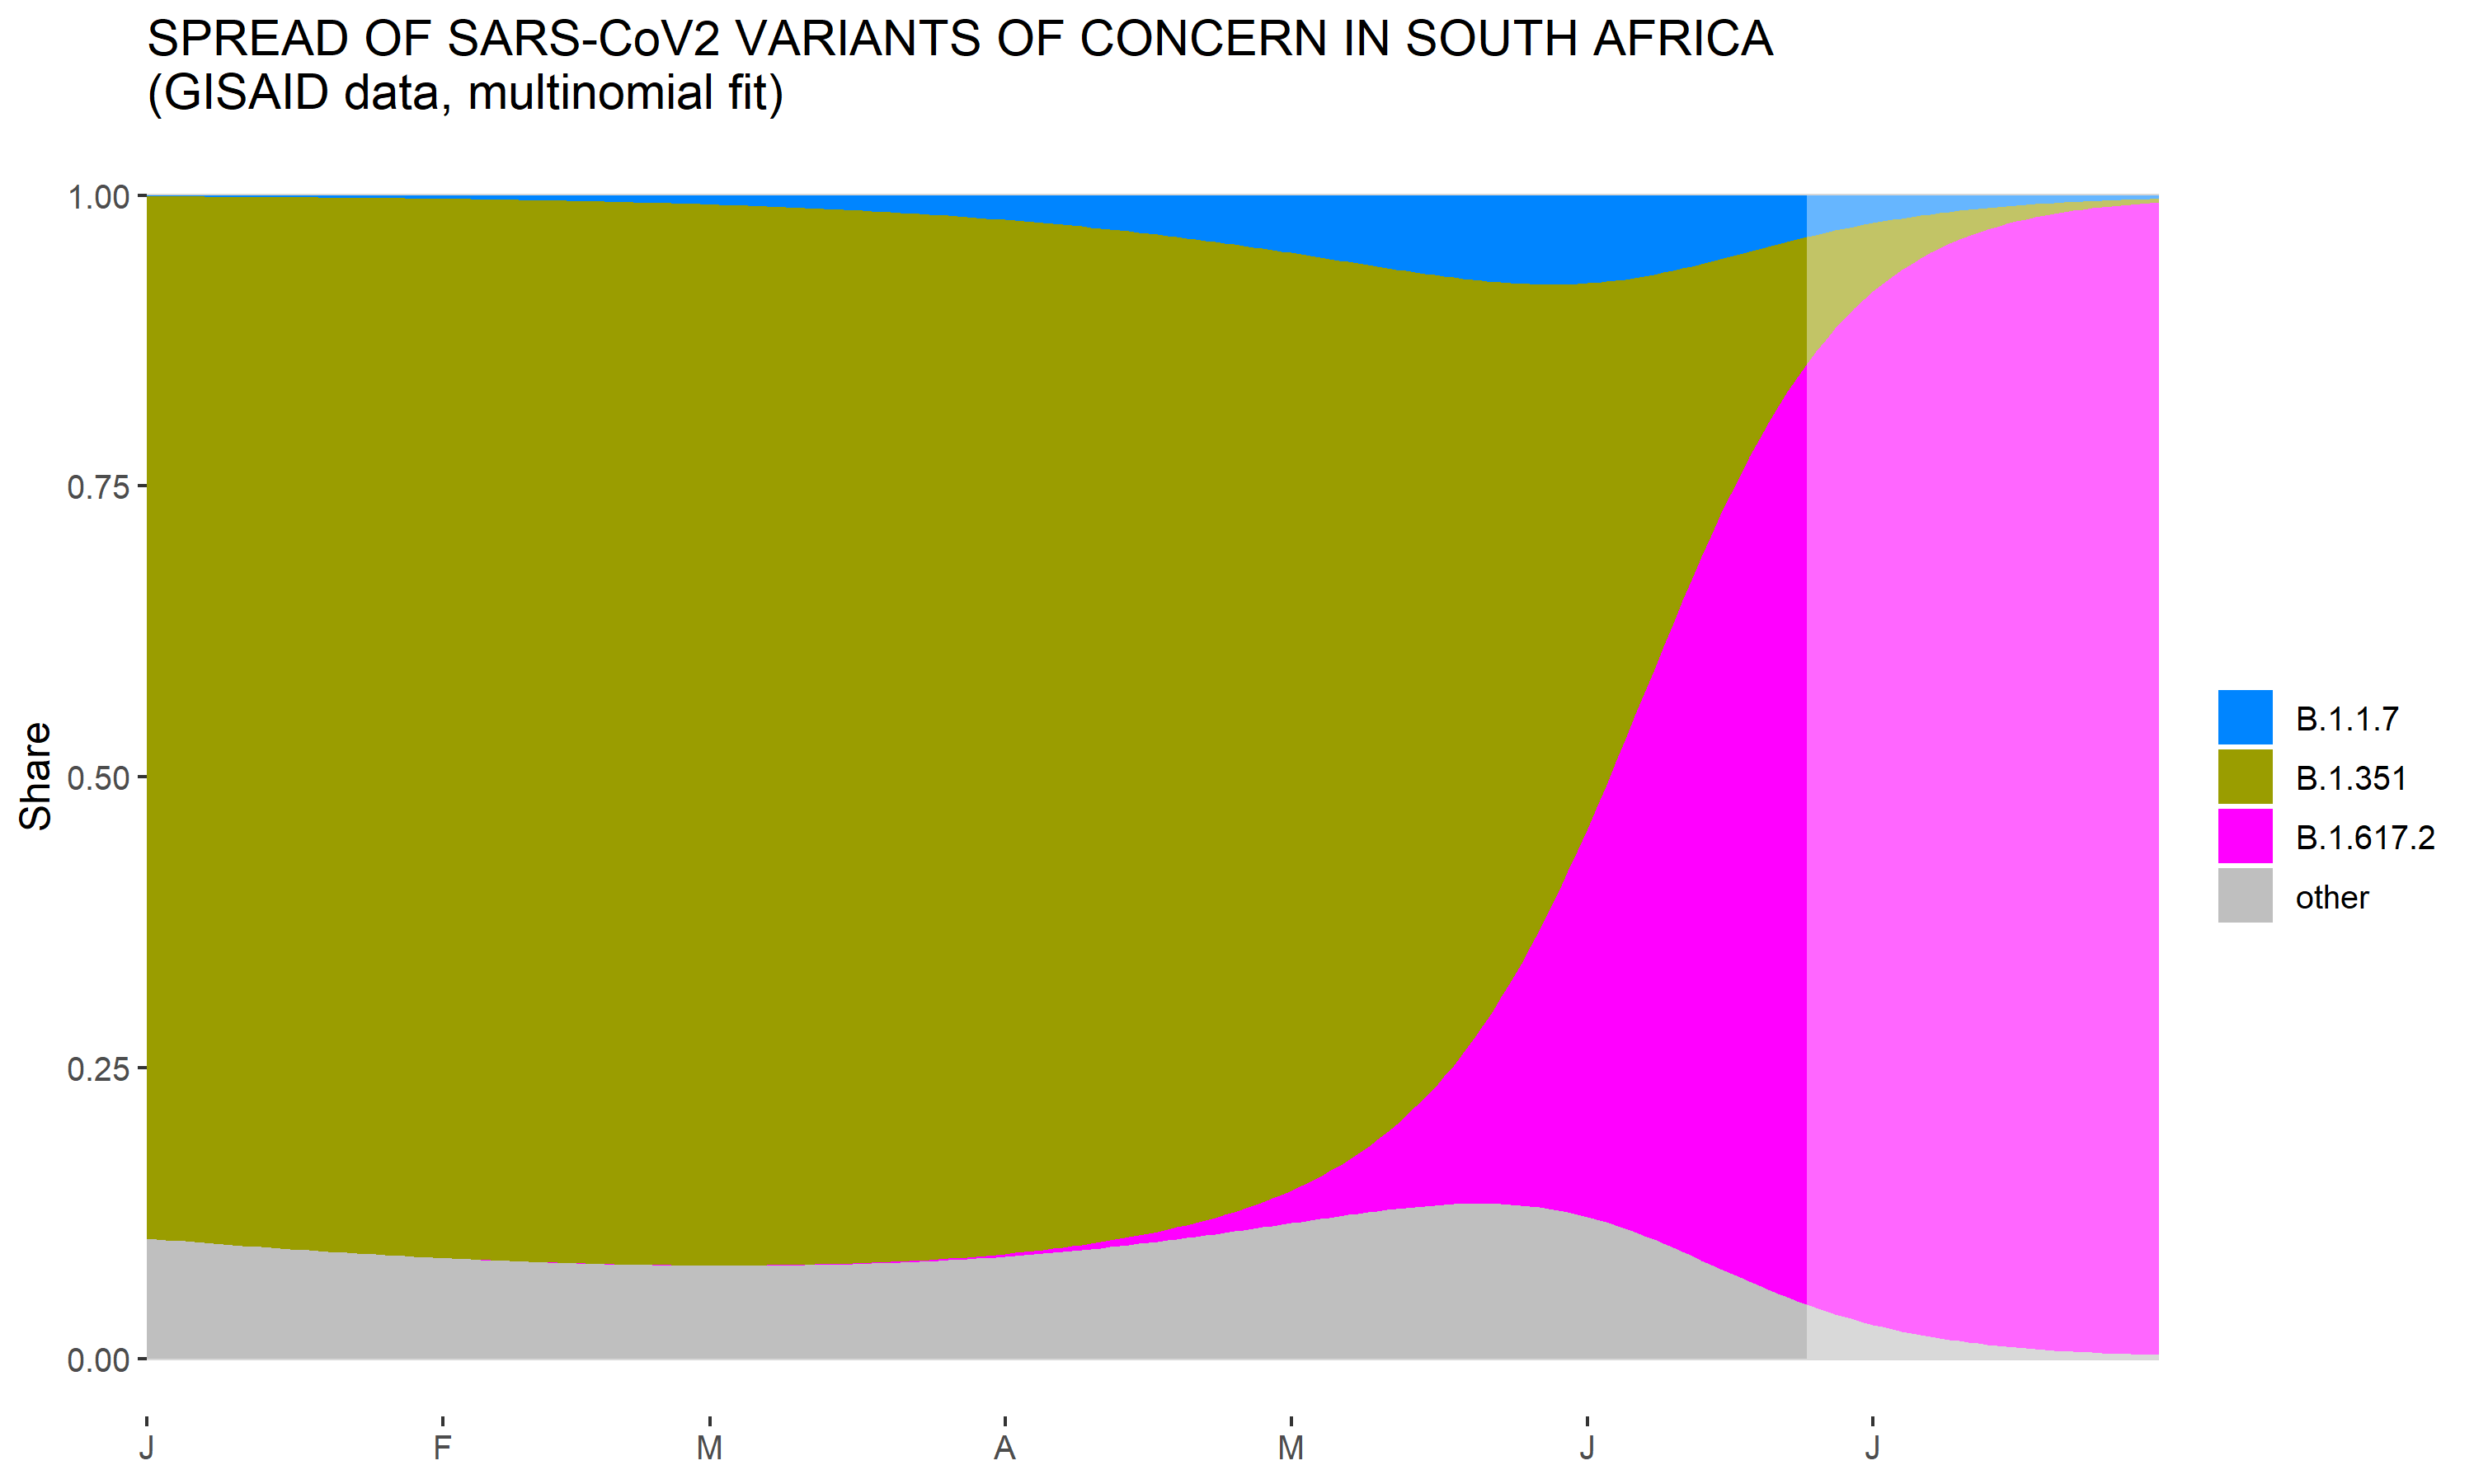 SPREAD OF SARS-CoV2 VARIANTS OF CONCERN IN SOUTH AFRICA
(GISAID data, multinomial fit)
1.00
0.75
0.50
0.25
0.00
Share
J F M A M J J
B.1.1.7
B.1.351
B.1.617.2
other